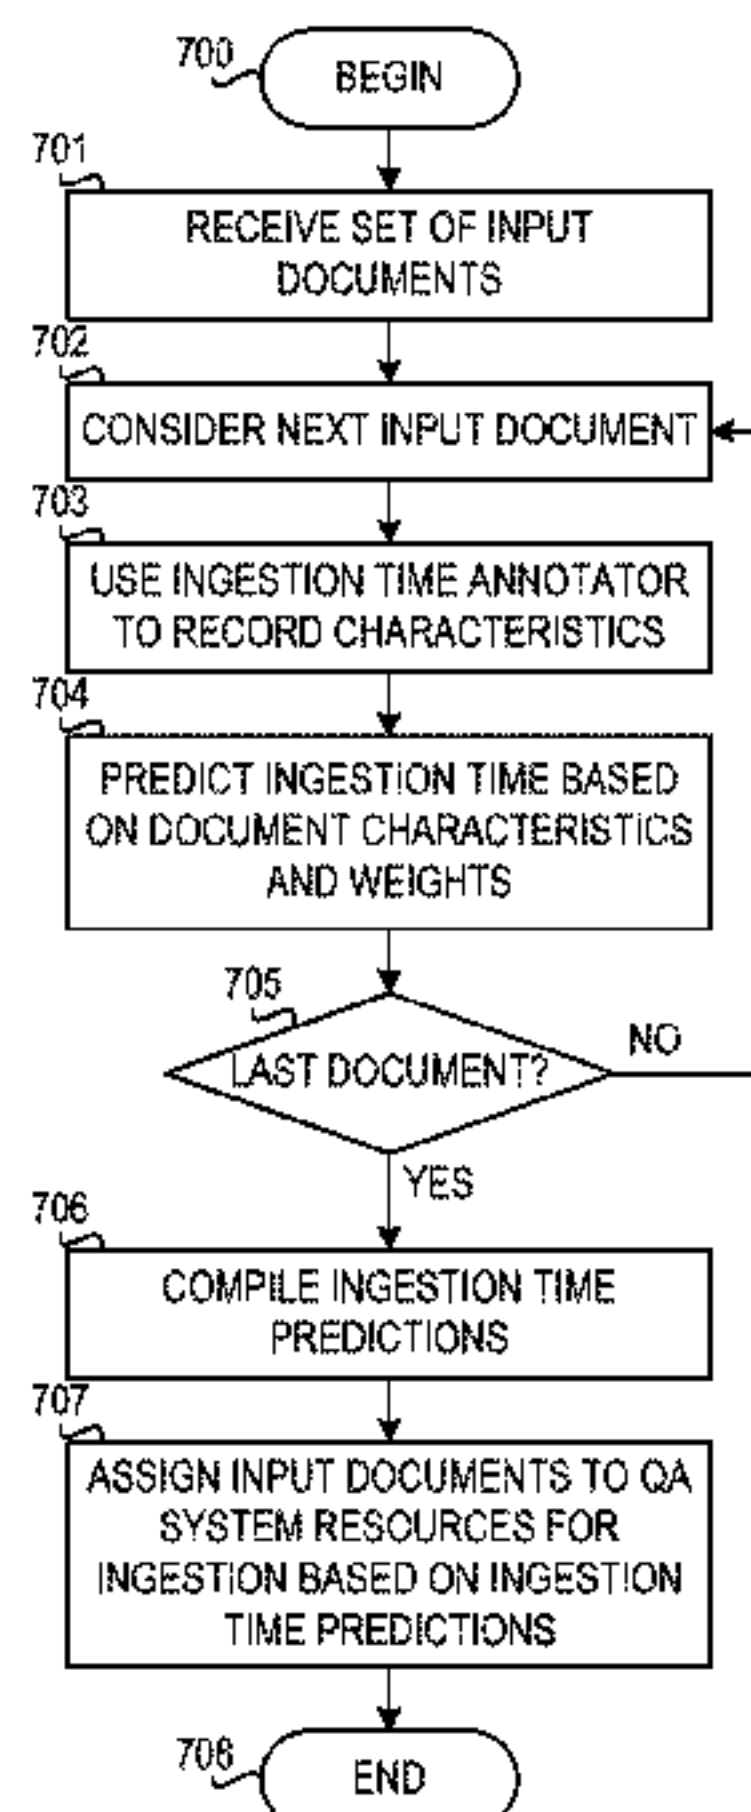 700
BEGIN
701
RECEIVE SET OF INPUT
DOCUMENTS
702
CONSIDER NEXT INPUT DOCUMENT
703
USE INGESTION TIME ANNOTATOR
TO RECORD CHARACTERISTICS
704
PREDICT INGESTION TIME BASED
ON DOCUMENT CHARACTERISTICS
AND WEIGHTS
705
LAST DOCUMENT?
NO
YES
706
COMPILE INGESTION TIME
PREDICTIONS
707
ASSIGN INPUT DOCUMENTS TO QA
SYSTEM RESOURCES FOR
INGESTION BASED ON INGESTION
TIME PREDICTIONS
708
END